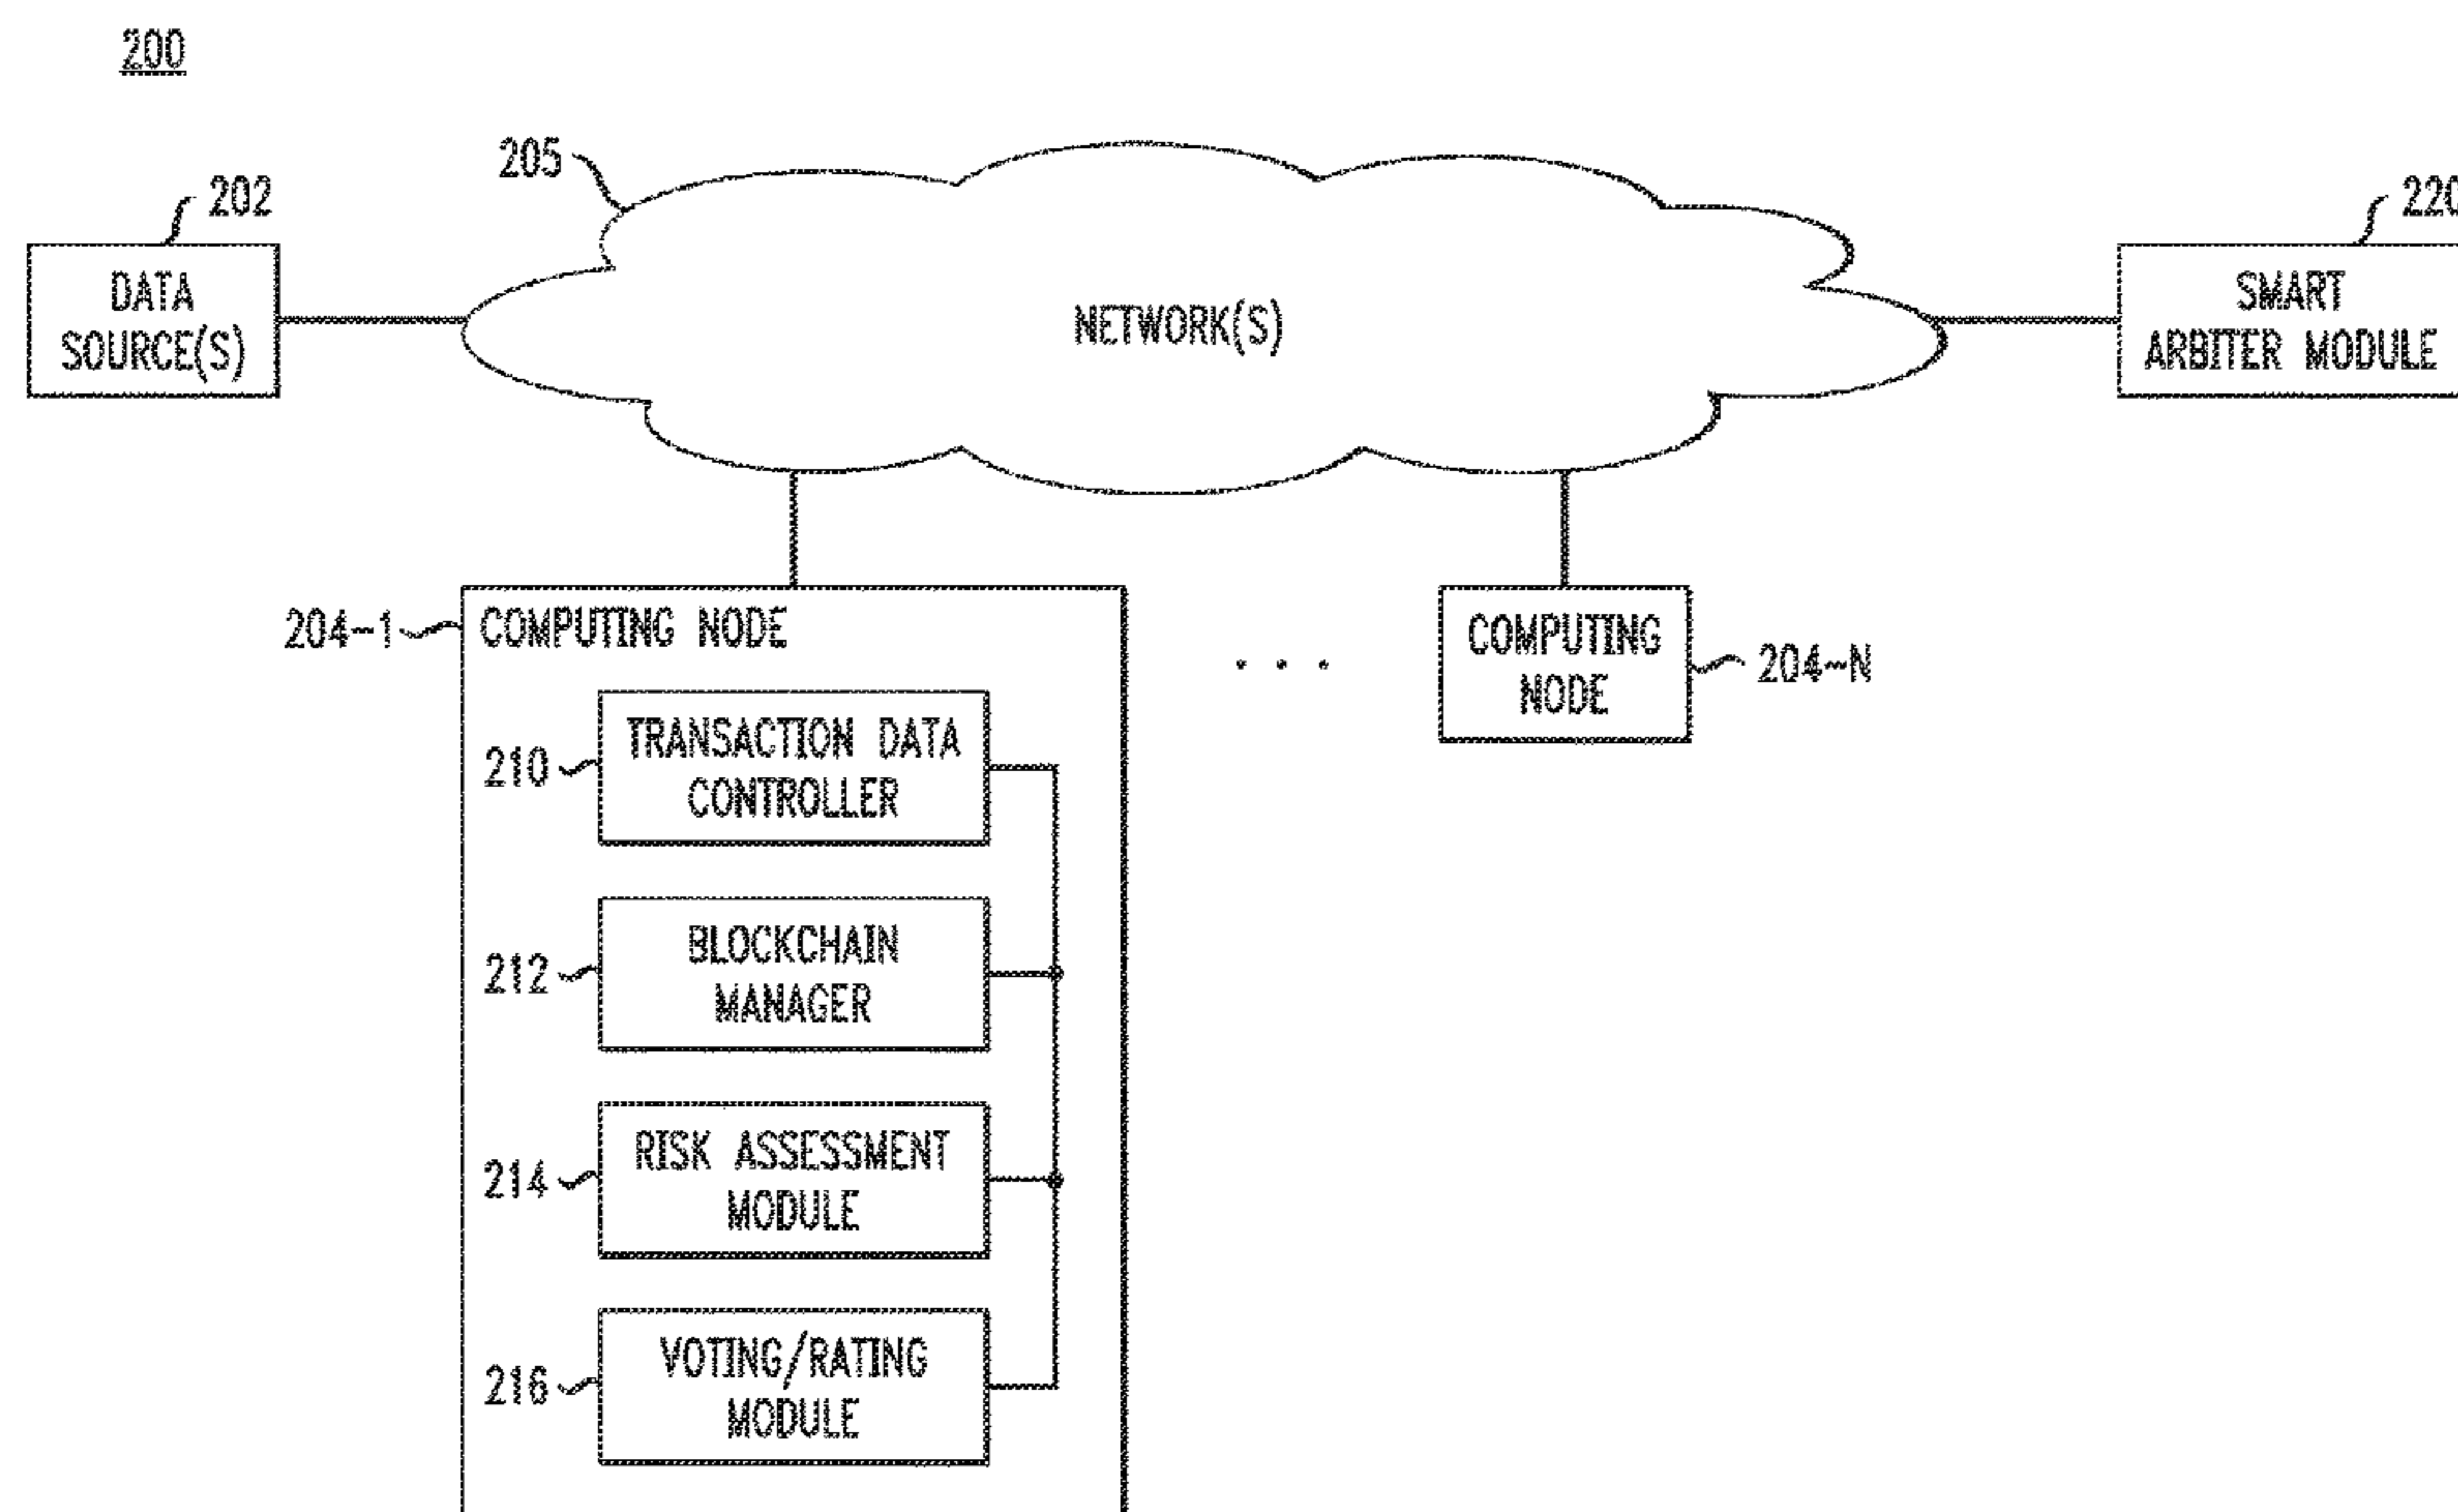 200
205
202
220
DATA
SOURCE(S)
NETWORK(S)
SMART
ARBITER MODULE
204-1
COMPUTING NODE
COMPUTING
NODE
. . .
204-N
TRANSACTION DATA
CONTROLLER
210
BLOCKCHAIN
MANAGER
212
RISK ASSESSMENT
MODULE
214
VOTING/RATING
MODULE
216